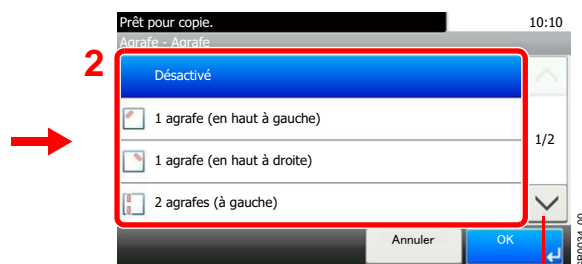 Prêt pour copie. 10:10
Agrafe - Agrafe
2
Désactivé
1 agrafe (en haut à gauche)
1/2
1 agrafe (en haut à droite)
2 agrafes (à gauche)
Annuler OK